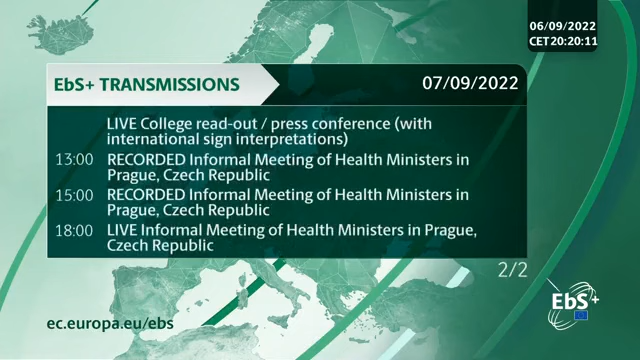 06/09/2022
CET20:20:11
EbS+ TRANSMISSIONS
07/09/2022
LIVE College read-out / press conference (with
international sign interpretations)
13:00 RECORDED Informal Meeting of Health Ministers in
Prague, Czech Republic
15:00 RECORDED Informal Meeting of Health Ministers in
Prague, Czech Republic
18:00 LIVE Informal Meeting of Health Ministers in Prague,
Czech Republic
2/2
EbS+
ec.europa.eu/ebs